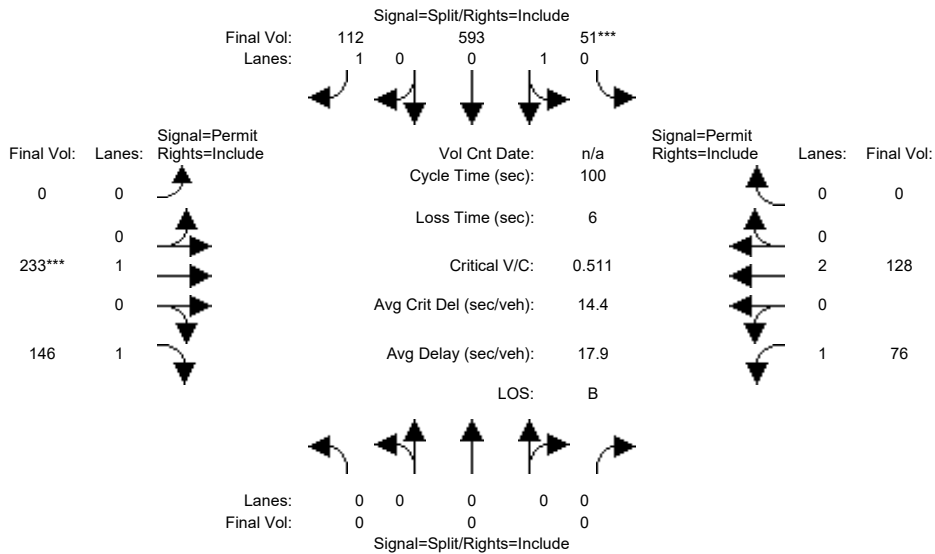 Signal=Split/Rights=Include
Final Vol: 112 593 51***
Lanes: 1 0 0 1 0
Signal=Permit
Final Vol: Lanes: Rights=Include
Vol Cnt Date: n/a
Signal=Permit
Rights=Include Lanes: Final Vol:
Cycle Time (sec): 100
0 0
0 0
Loss Time (sec): 6
0
0
233*** 1
Critical V/C: 0.511
2 128
0
Avg Crit Del (sec/veh): 14.4
0
146 1
Avg Delay (sec/veh): 17.9
1 76
LOS: B
Lanes: 0 0 0 0 0
Final Vol: 0 0 0
Signal=Split/Rights=Include